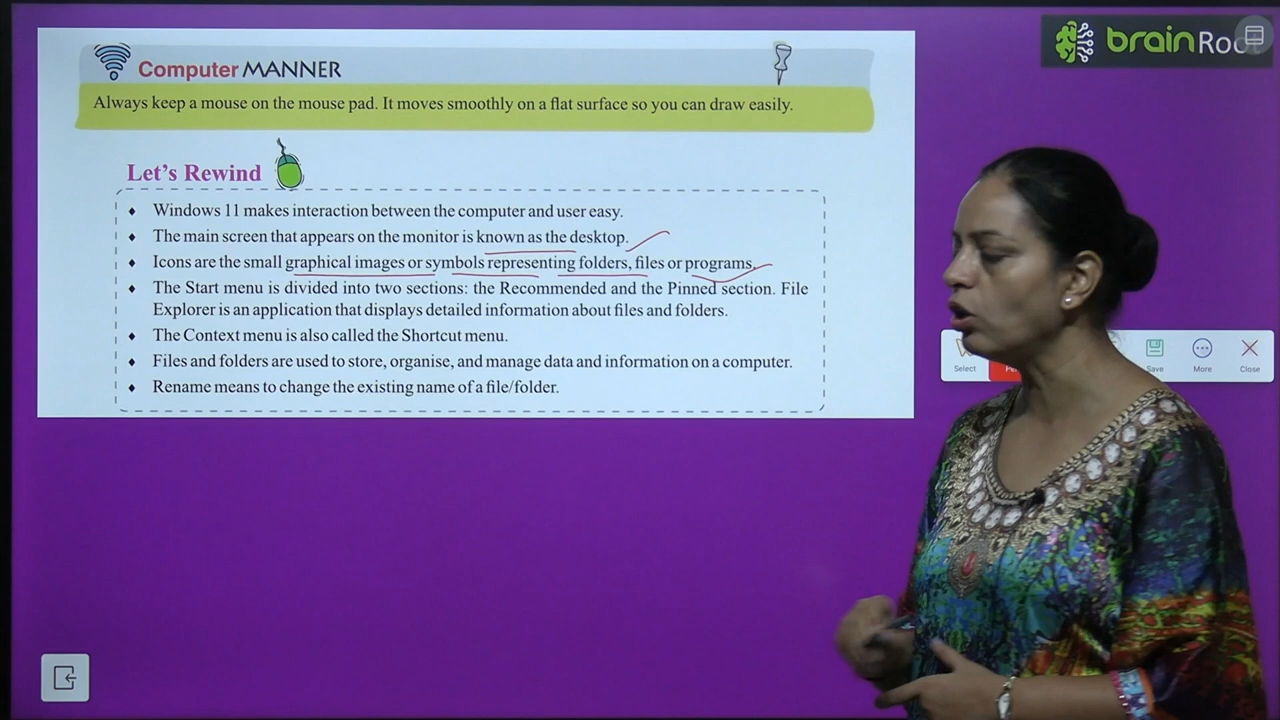 Computer MANNER
Always keep a mouse on the mouse pad. It moves smoothly on a flat surface so you can draw easily.
brain
Let's Rewind
♦ Windows 11 makes interaction between the computer and user easy.
♦ The main screen that appears on the monitor is known as the desktop.
♦ Icons are the small graphical images or symbols representing folders, files or programs.
♦ The Start menu is divided into two sections: the Recommended and the Pinned section. File
Explorer is an application that displays detailed information about files and folders.
♦ The Context menu is also called the Shortcut menu.
♦ Files and folders are used to store, organise, and manage data and information on a computer.
♦ Rename means to change the existing name of a file/folder.
Select Save More Close